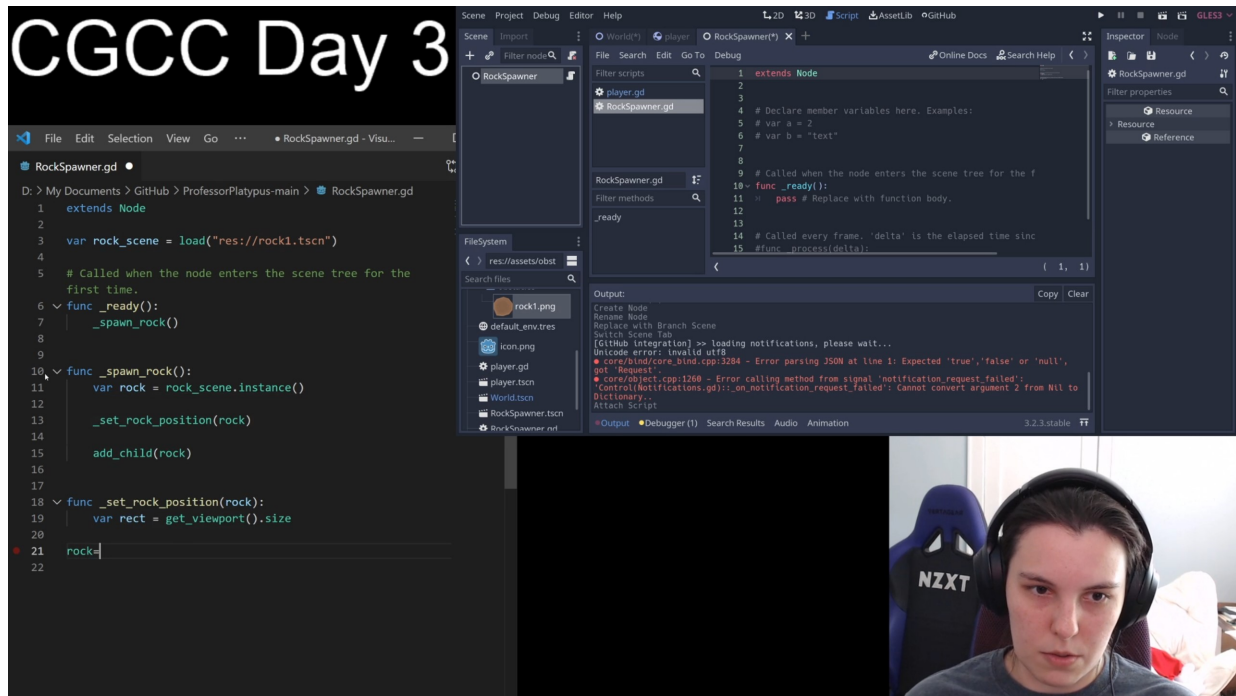 CGCC Day 3
File Edit Selection View Go ··· ● RockSpawner.gd - Visu... —
RockSpawner.gd ●
D: > My Documents > GitHub > ProfessorPlatypus-main > RockSpawner.gd
1 extends Node
2
3 var rock_scene = load("res://rock1.tscn")
4
5 # Called when the node enters the scene tree for the
first time.
6 func _ready():
7 _spawn_rock()
8
9
10 func _spawn_rock():
11 var rock = rock_scene.instance()
12
13 _set_rock_position(rock)
14
15 add_child(rock)
16
17
18 func _set_rock_position(rock):
19 var rect = get_viewport().size
20
21 rock=
22
Scene Project Debug Editor Help
2D 3D Script AssetLib GitHub
GLES3
Scene Import
Filter node
RockSpawner
FileSystem
res://assets/obst
Search files
rock1.png
default_env.tres
icon.png
player.gd
player.tscn
World.tscn
RockSpawner.tscn
RockSpawner.gd
World(*) player RockSpawner(*) × +
File Search Edit Go To Debug
Online Docs Search Help
Filter scripts
player.gd
RockSpawner.gd
RockSpawner.gd
Filter methods
_ready
1 extends Node
2
3
4 # Declare member variables here. Examples:
5 # var a = 2
6 # var b = "text"
7
8
9 # Called when the node enters the scene tree for the f
10 func _ready():
11 pass # Replace with function body.
12
13
14 # Called every frame. 'delta' is the elapsed time sinc
15 #func _process(delta):
( 1, 1)
Output:
Copy Clear
Create Node
Rename Node
Replace with Branch Scene
Switch Scene Tab
[GitHub integration] >> loading notifications, please wait...
Unicode error: invalid utf8
● core/bind/core_bind.cpp:3284 - Error parsing JSON at line 1: Expected 'true','false' or 'null',
got 'Request'.
● core/object.cpp:1260 - Error calling method from signal 'notification_request_failed':
'Control(Notifications.gd)::_on_notification_request_failed': Cannot convert argument 2 from Nil to
Dictionary..
Attach Script
Output Debugger (1) Search Results Audio Animation
3.2.3.stable
Inspector Node
RockSpawner.gd
Filter properties
Resource
Resource
Reference
NZXT